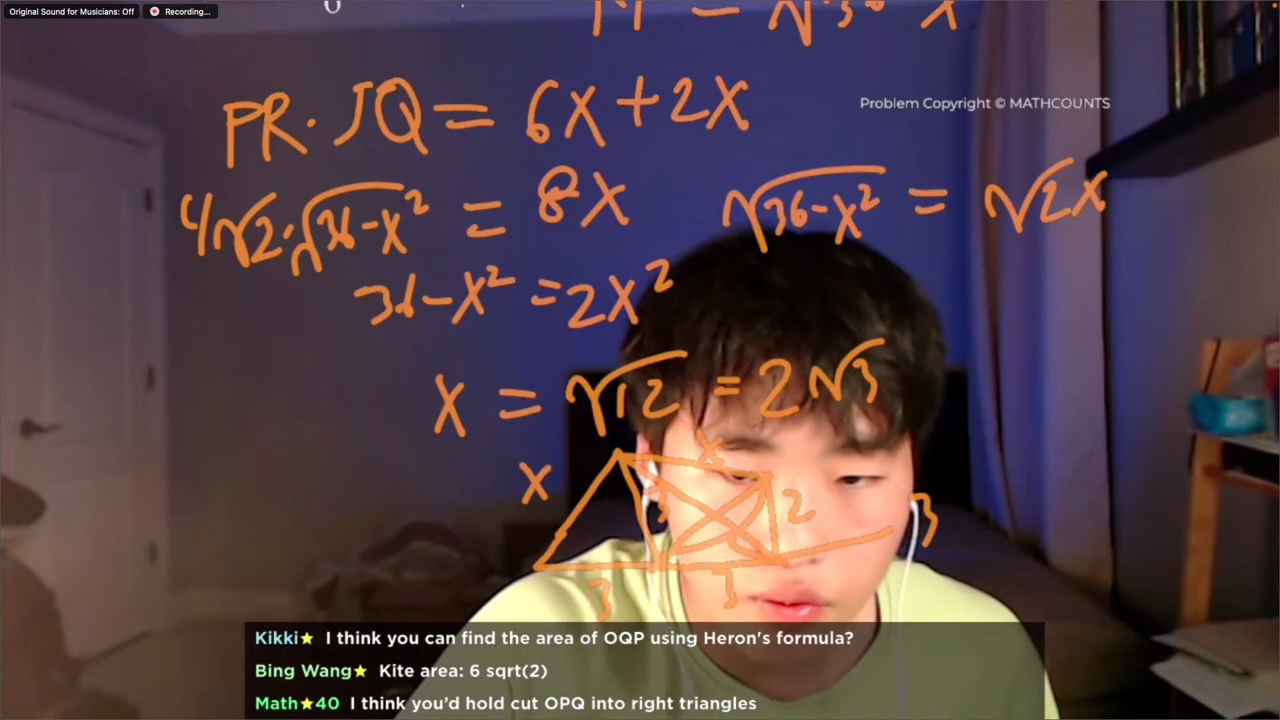 Original Sound for Musicians: Off
Recording...
PR · JQ = 6x + 2x
Problem Copyright © MATHCOUNTS
4√2 · √36-x² = 8x
√36-x² = √2x
36-x² = 2x²
x = √12 = 2√3
x
x
3
2
3
3
3
Kikki★ I think you can find the area of OQP using Heron's formula?
Bing Wang★ Kite area: 6 sqrt(2)
Math★40 I think you'd hold cut OPQ into right triangles